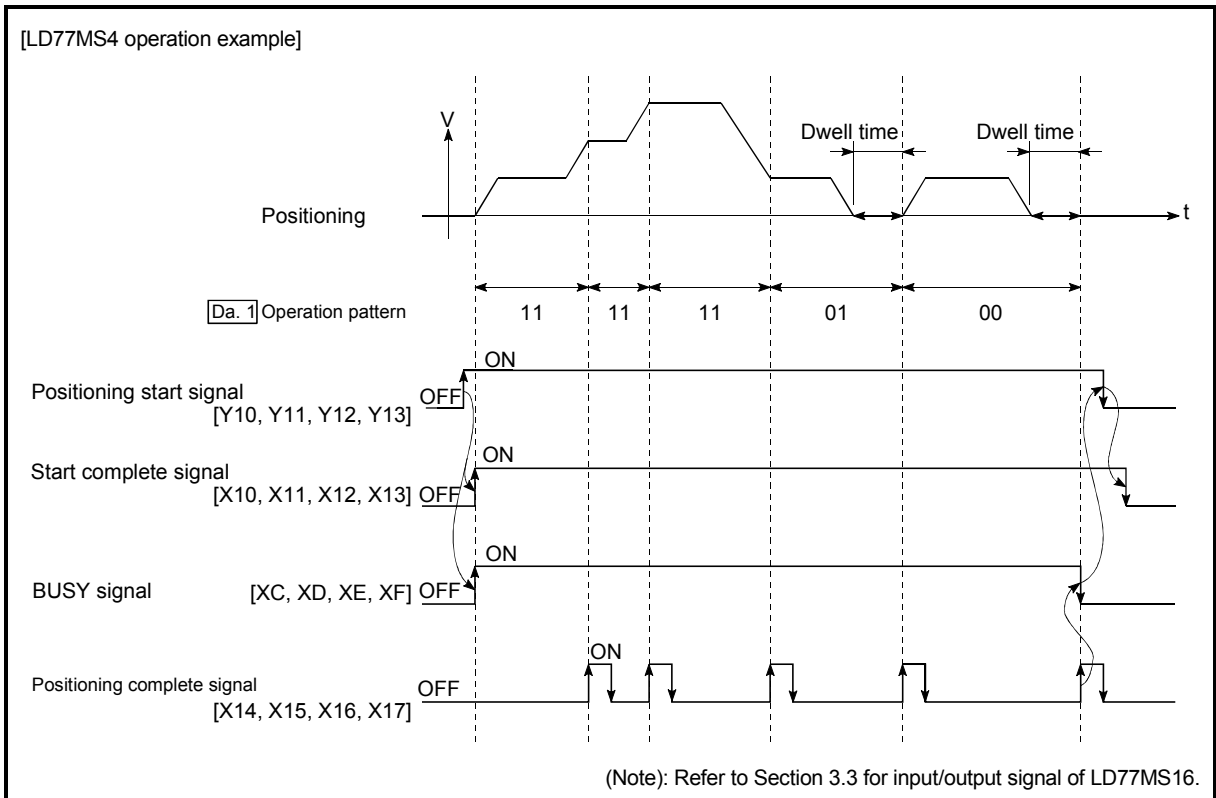 [LD77MS4 operation example]
V
Dwell time Dwell time
Positioning
t
Da. 1 Operation pattern 11 11 11 01 00
ON
Positioning start signal OFF
[Y10, Y11, Y12, Y13]
ON
Start complete signal
[X10, X11, X12, X13] OFF
ON
BUSY signal [XC, XD, XE, XF] OFF
ON
Positioning complete signal OFF
[X14, X15, X16, X17]
(Note): Refer to Section 3.3 for input/output signal of LD77MS16.